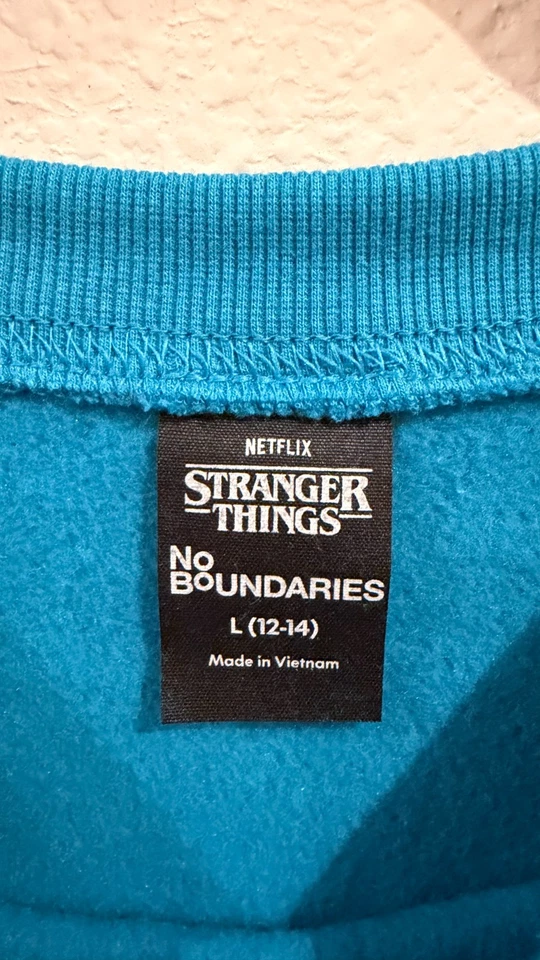 NETFLIX
STRANGER
THINGS
No
BoUNDARIES
L (12-14)
Made in Vietnam